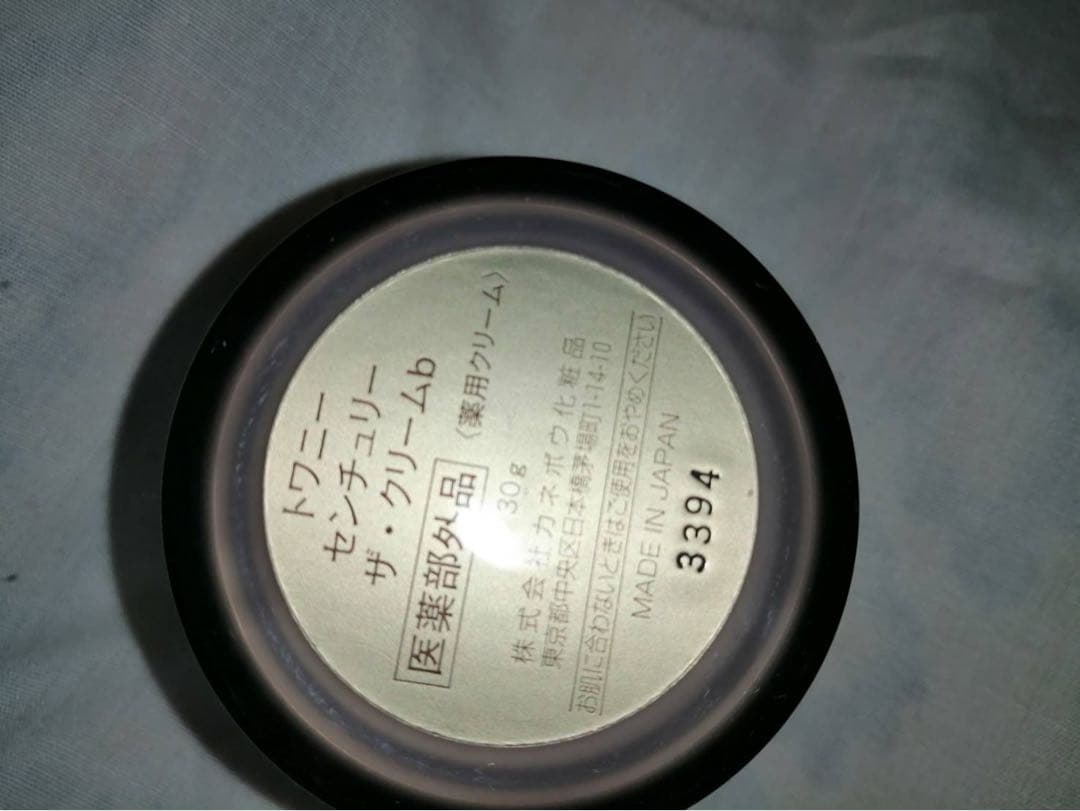 トワニー
センチュリー
ザ・クリームb
医薬部外品 〈薬用クリーム〉
30g
株式会社カネボウ化粧品
東京都中央区日本橋茅場町1-14-10
お肌に合わないときはご使用をおやめください
MADE IN JAPAN
3394